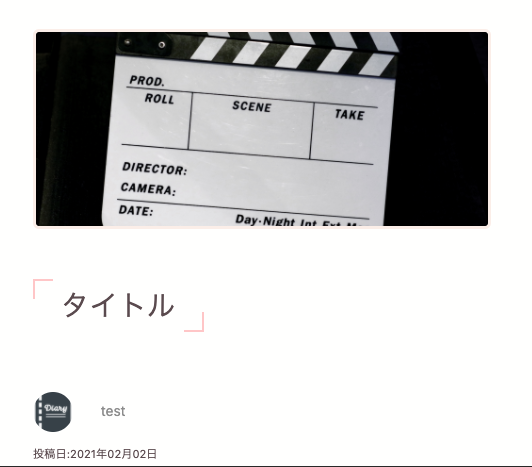 PROD.
ROLL SCENE TAKE
DIRECTOR:
CAMERA:
DATE: Day·Night Int Ext
タイトル
Diary test
投稿日:2021年02月02日